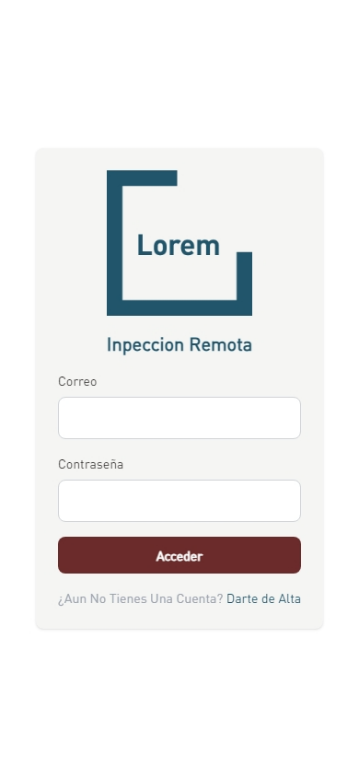 Lorem
Inpeccion Remota
Correo
Contraseña
Acceder
¿Aun No Tienes Una Cuenta? Darte de Alta